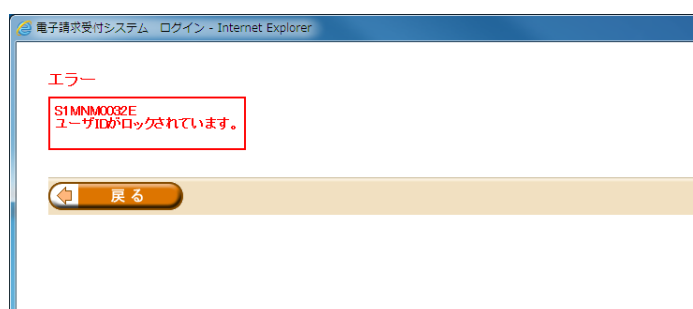 電子請求受付システム ログイン - Internet Explorer
エラー
S1MNM0032E
ユーザIDがロックされています。
戻る